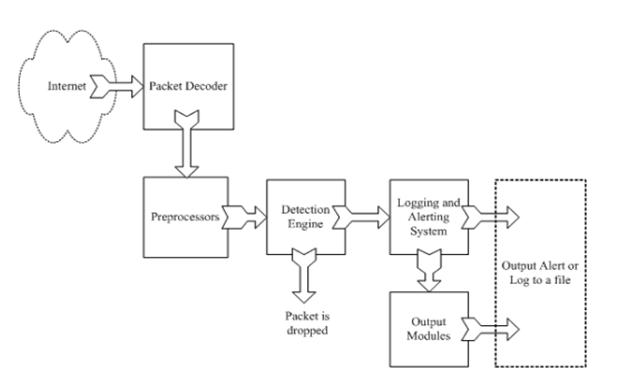 Internet
Packet Decoder
Preprocessors
Detection
Engine
Logging and
Alerting
System
Output Alert or
Log to a file
Packet is
dropped
Output
Modules